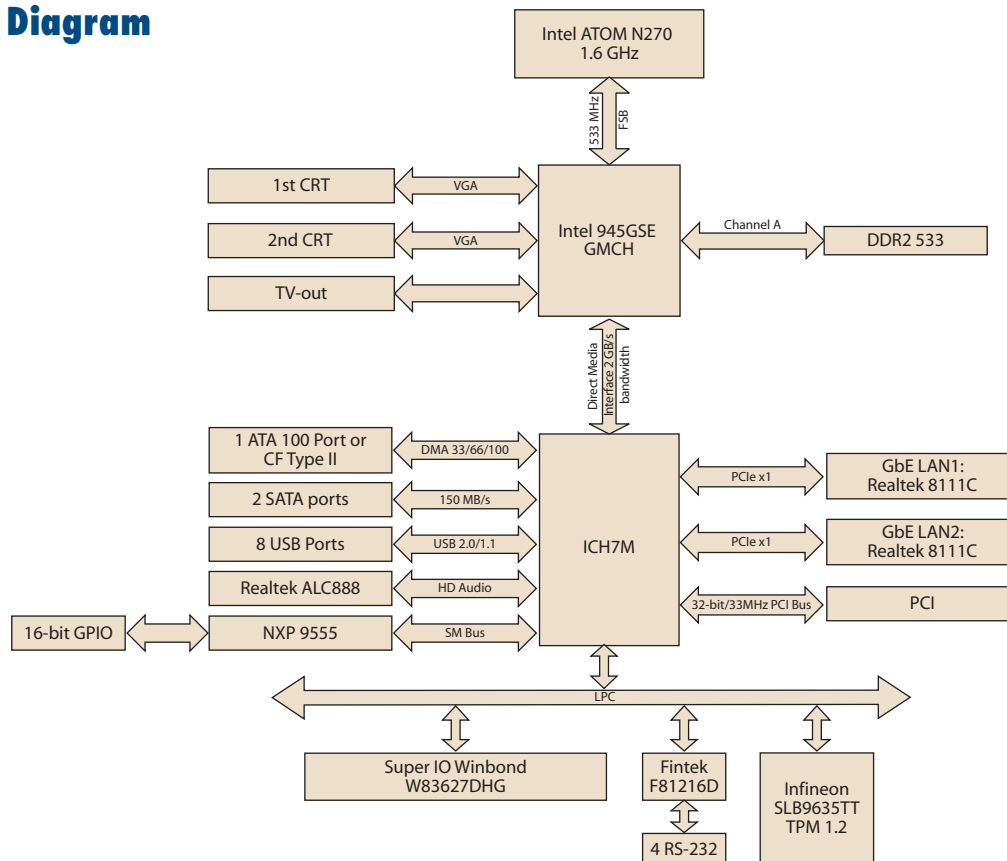 Diagram
Intel ATOM N270
1.6 GHz
533 MHz
FSB
1st CRT
VGA
2nd CRT
VGA
TV-out
Intel 945GSE
GMCH
Channel A
DDR2 533
Direct Media
Interface 2 GB/s
bandwidth
1 ATA 100 Port or
CF Type II
DMA 33/66/100
2 SATA ports
150 MB/s
8 USB Ports
USB 2.0/1.1
Realtek ALC888
HD Audio
16-bit GPIO
NXP 9555
SM Bus
ICH7M
PCIe x1
GbE LAN1:
Realtek 8111C
PCIe x1
GbE LAN2:
Realtek 8111C
32-bit/33MHz PCI Bus
PCI
LPC
Super IO Winbond
W83627DHG
Fintek
F81216D
4 RS-232
Infineon
SLB9635TT
TPM 1.2